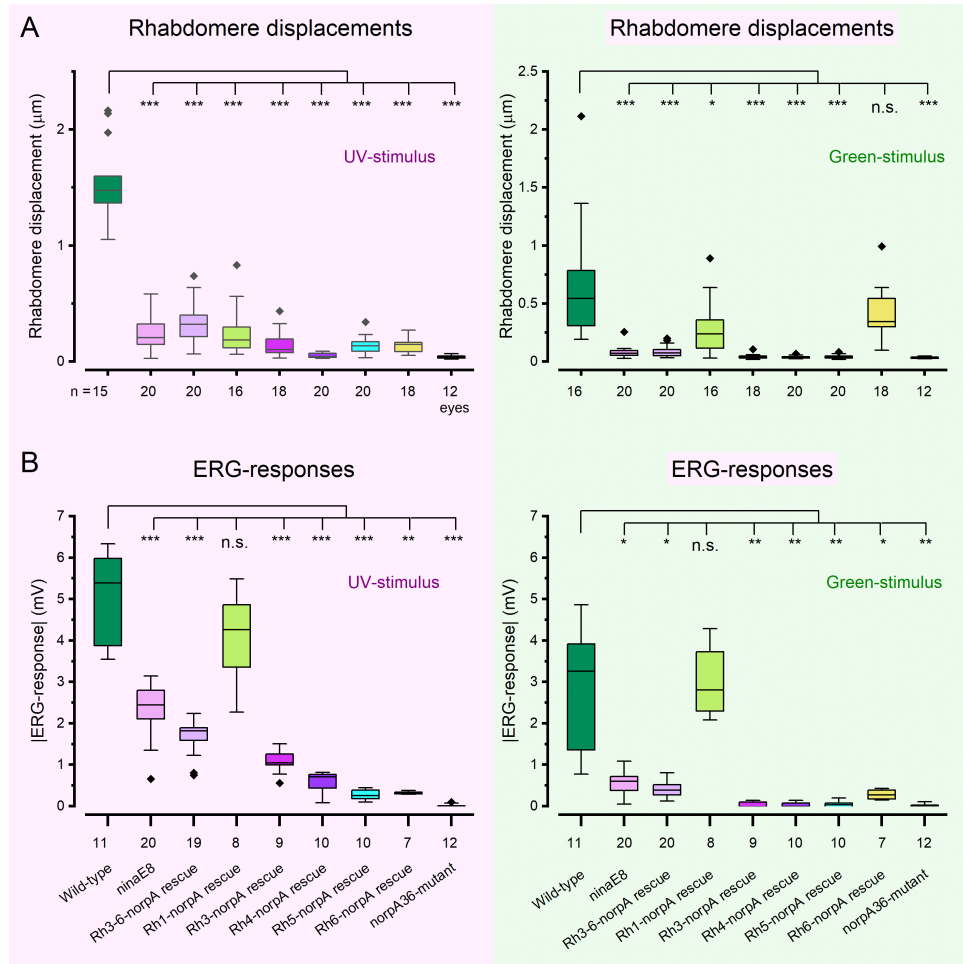 A
Rhabdomere displacements
Rhabdomere displacement (µm)
2
1
0
*** *** *** *** *** *** *** ***
UV-stimulus
n = 15 20 20 16 18 20 20 18 12
eyes
Rhabdomere displacements
Rhabdomere displacement (µm)
2.5
2
1.5
1
0.5
0
*** *** * *** *** *** n.s. ***
Green-stimulus
16 20 20 16 18 20 20 18 12
B
ERG-responses
|ERG-response| (mV)
7
6
5
4
3
2
1
0
*** *** n.s. *** *** *** ** ***
UV-stimulus
11 20 19 8 9 10 10 7 12
Wild-type
ninaE8
Rh3-6-norpA rescue
Rh1-norpA rescue
Rh3-norpA rescue
Rh4-norpA rescue
Rh5-norpA rescue
Rh6-norpA rescue
norpA36-mutant
ERG-responses
|ERG-response| (mV)
7
6
5
4
3
2
1
0
* * n.s. ** ** ** * **
Green-stimulus
11 20 20 8 9 10 10 7 12
Wild-type
ninaE8
Rh3-6-norpA rescue
Rh1-norpA rescue
Rh3-norpA rescue
Rh4-norpA rescue
Rh5-norpA rescue
Rh6-norpA rescue
norpA36-mutant